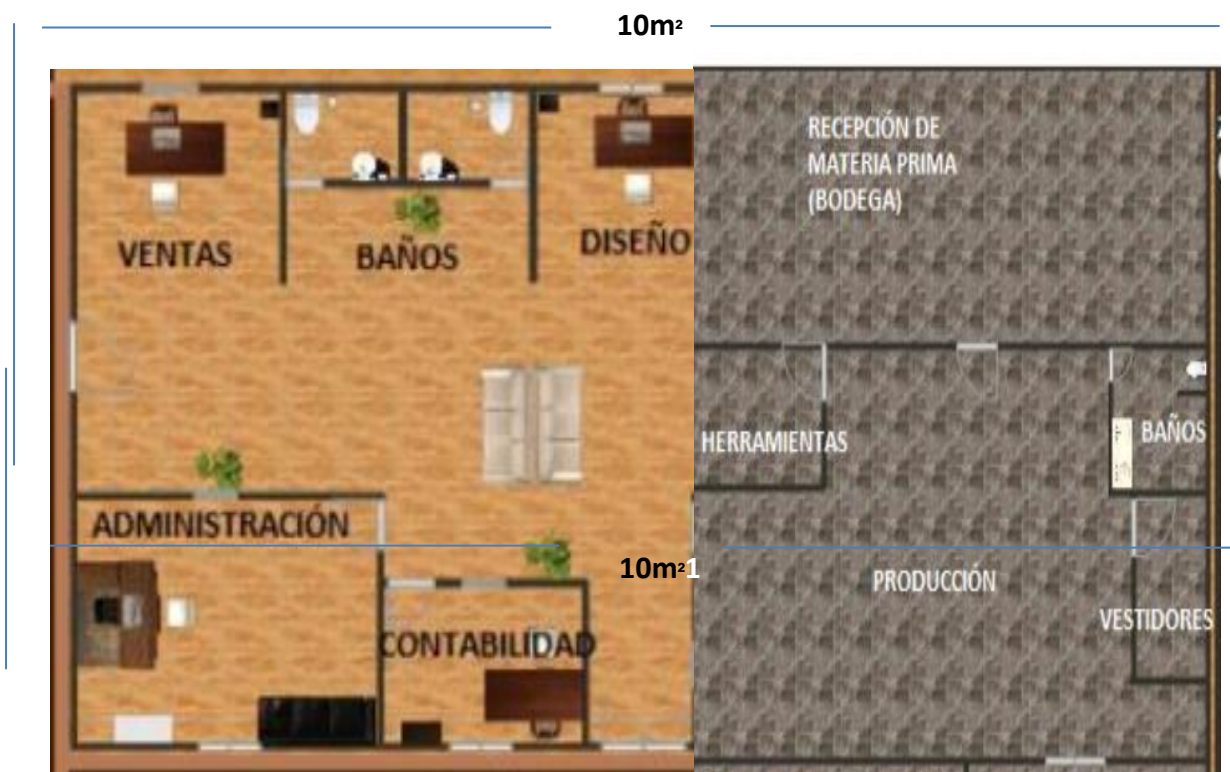 10m²
RECEPCIÓN DE
MATERIA PRIMA
(BODEGA)
VENTAS
BAÑOS
DISEÑO
HERRAMIENTAS
BAÑOS
ADMINISTRACIÓN
10m²1
PRODUCCIÓN
VESTIDORES
CONTABILIDAD